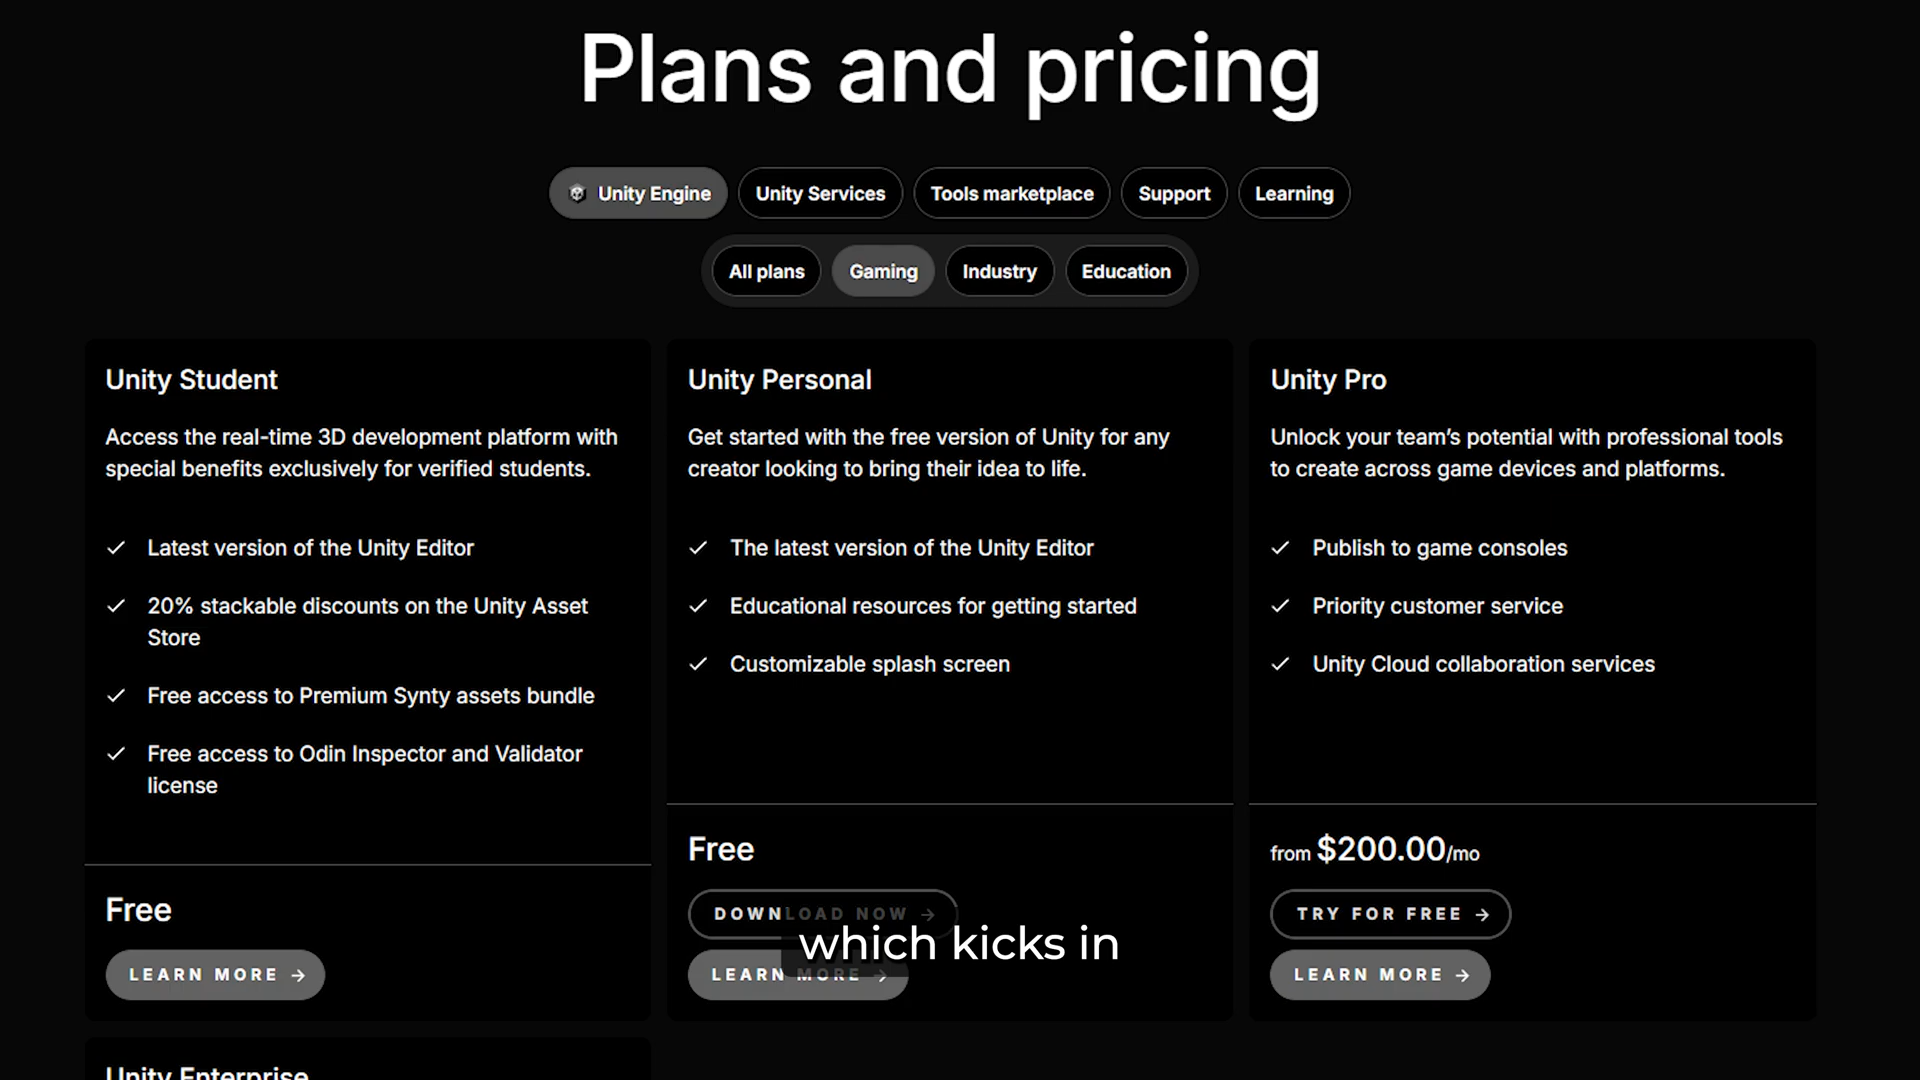 Plans and pricing
Unity Engine
Unity Services
Tools marketplace
Support
Learning
All plans
Gaming
Industry
Education
Unity Student
Access the real-time 3D development platform with
special benefits exclusively for verified students.
Latest version of the Unity Editor
20% stackable discounts on the Unity Asset
Store
Free access to Premium Synty assets bundle
Free access to Odin Inspector and Validator
license
Free
LEARN MORE
Unity Personal
Get started with the free version of Unity for any
creator looking to bring their idea to life.
The latest version of the Unity Editor
Educational resources for getting started
Customizable splash screen
Free
DOWNLOAD NOW
LEARN MORE
Unity Pro
Unlock your team's potential with professional tools
to create across game devices and platforms.
Publish to game consoles
Priority customer service
Unity Cloud collaboration services
from $200.00/mo
TRY FOR FREE
LEARN MORE
which kicks in
Unity Enterprise